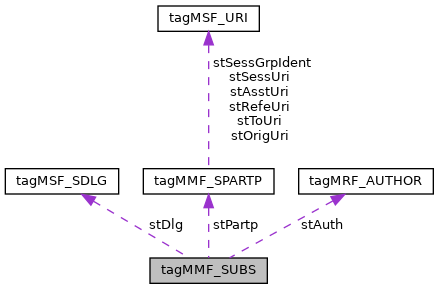 tagMSF_URI
stSessGrpIdent
stSessUri
stAsstUri
stRefeUri
stToUri
stOrigUri
tagMSF_SDLG
tagMMF_SPARTP
tagMRF_AUTHOR
stDlg
stPartp
stAuth
tagMMF_SUBS